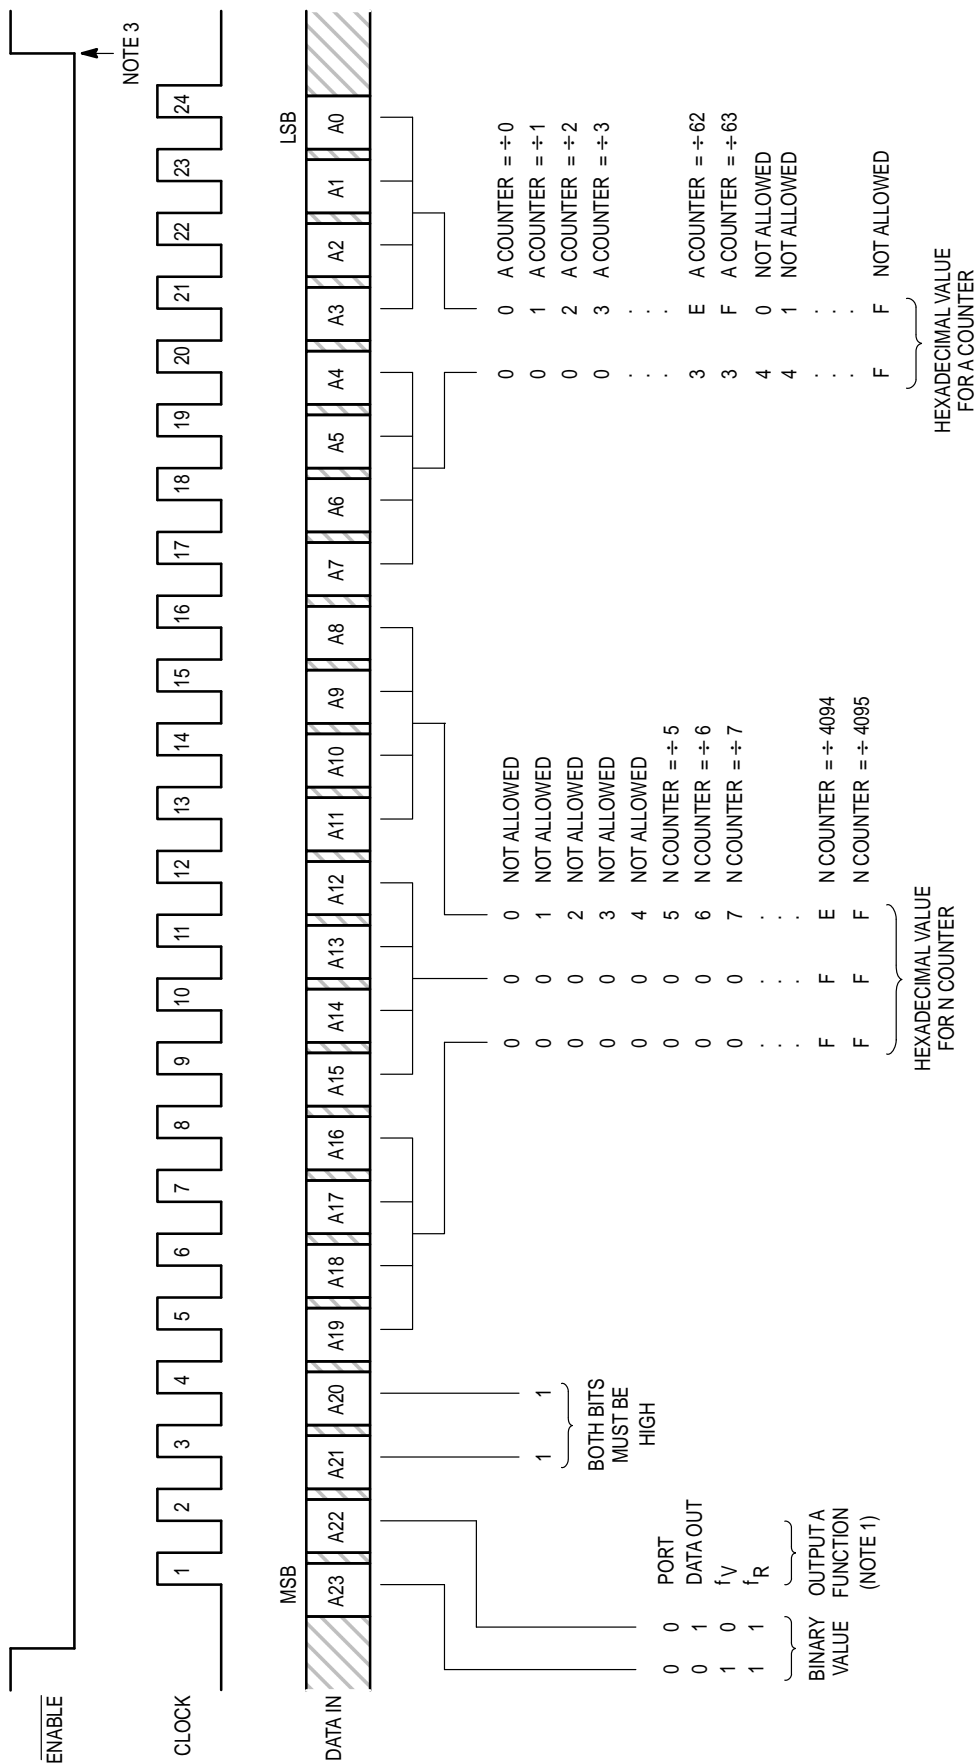 ENABLE
NOTE 3
CLOCK
1 2 3 4 5 6 7 8 9 10 11 12 13 14 15 16 17 18 19 20 21 22 23 24
MSB LSB
DATA IN
A23 A22 A21 A20 A19 A18 A17 A16 A15 A14 A13 A12 A11 A10 A9 A8 A7 A6 A5 A4 A3 A2 A1 A0
0 0 PORT
0 1 DATA OUT
1 0 fV
1 1 fR
BINARY
VALUE
OUTPUT A
FUNCTION
(NOTE 1)
1 1
BOTH BITS
MUST BE
HIGH
0 0 0 NOT ALLOWED
0 0 1 NOT ALLOWED
0 0 2 NOT ALLOWED
0 0 3 NOT ALLOWED
0 0 4 NOT ALLOWED
0 0 5 N COUNTER = ÷ 5
0 0 6 N COUNTER = ÷ 6
0 0 7 N COUNTER = ÷ 7
. . .
. . .
. . .
F F E N COUNTER = ÷ 4094
F F F N COUNTER = ÷ 4095
HEXADECIMAL VALUE
FOR N COUNTER
0 0 A COUNTER = ÷ 0
0 1 A COUNTER = ÷ 1
0 2 A COUNTER = ÷ 2
0 3 A COUNTER = ÷ 3
. .
. .
. .
3 E A COUNTER = ÷ 62
3 F A COUNTER = ÷ 63
4 0 NOT ALLOWED
4 1 NOT ALLOWED
. .
. .
. .
F F NOT ALLOWED
HEXADECIMAL VALUE
FOR A COUNTER